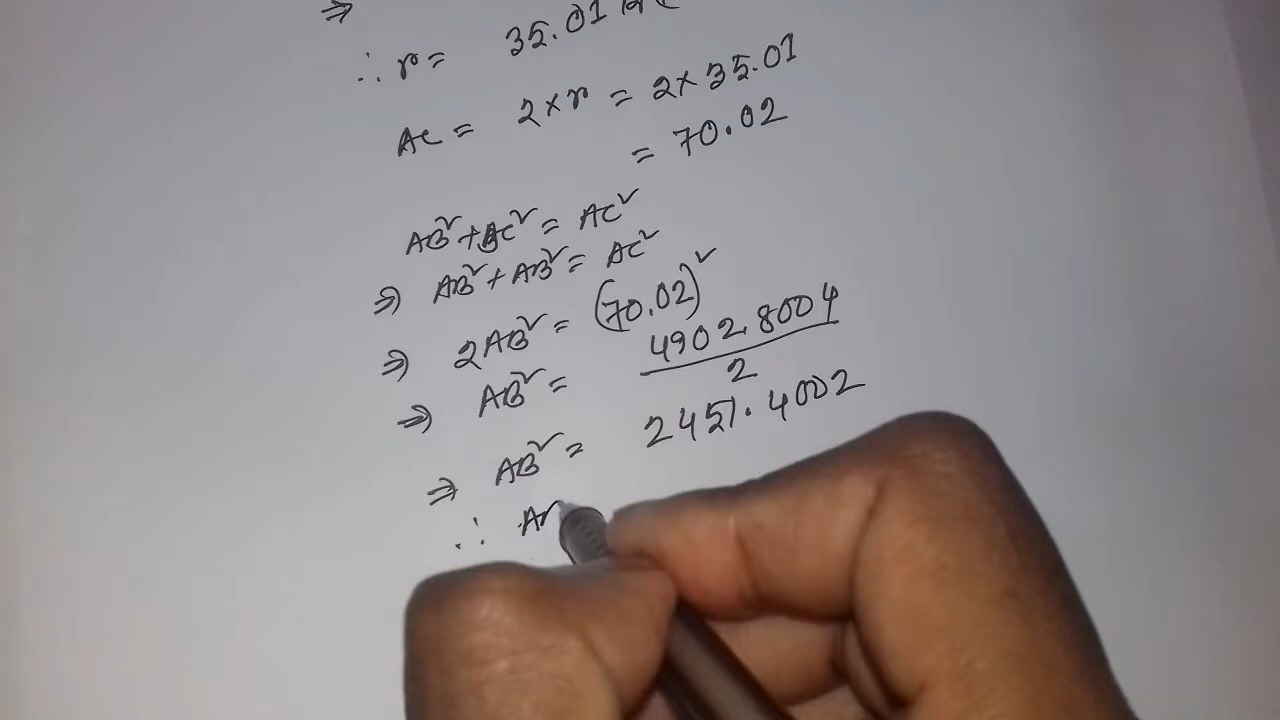 ⇒
∴ r = 35.01
AC = 2 × r = 2 × 35.01
= 70.02
AB² + BC² = AC²
⇒ AB² + AB² = AC²
⇒ 2AB² = (70.02)²
⇒ AB² = 4902.8004 / 2
⇒ AB² = 2451.4002
∴ A